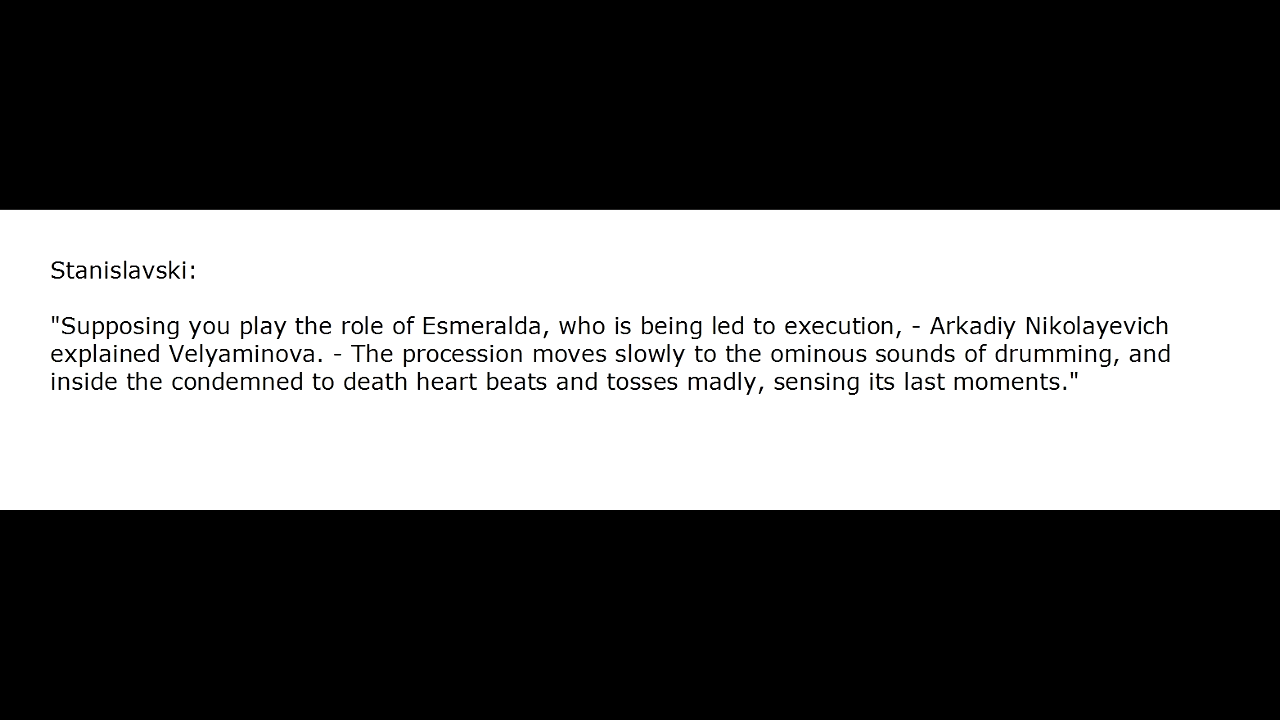 Stanislavski:
"Supposing you play the role of Esmeralda, who is being led to execution, - Arkadiy Nikolayevich
explained Velyaminova. - The procession moves slowly to the ominous sounds of drumming, and
inside the condemned to death heart beats and tosses madly, sensing its last moments."